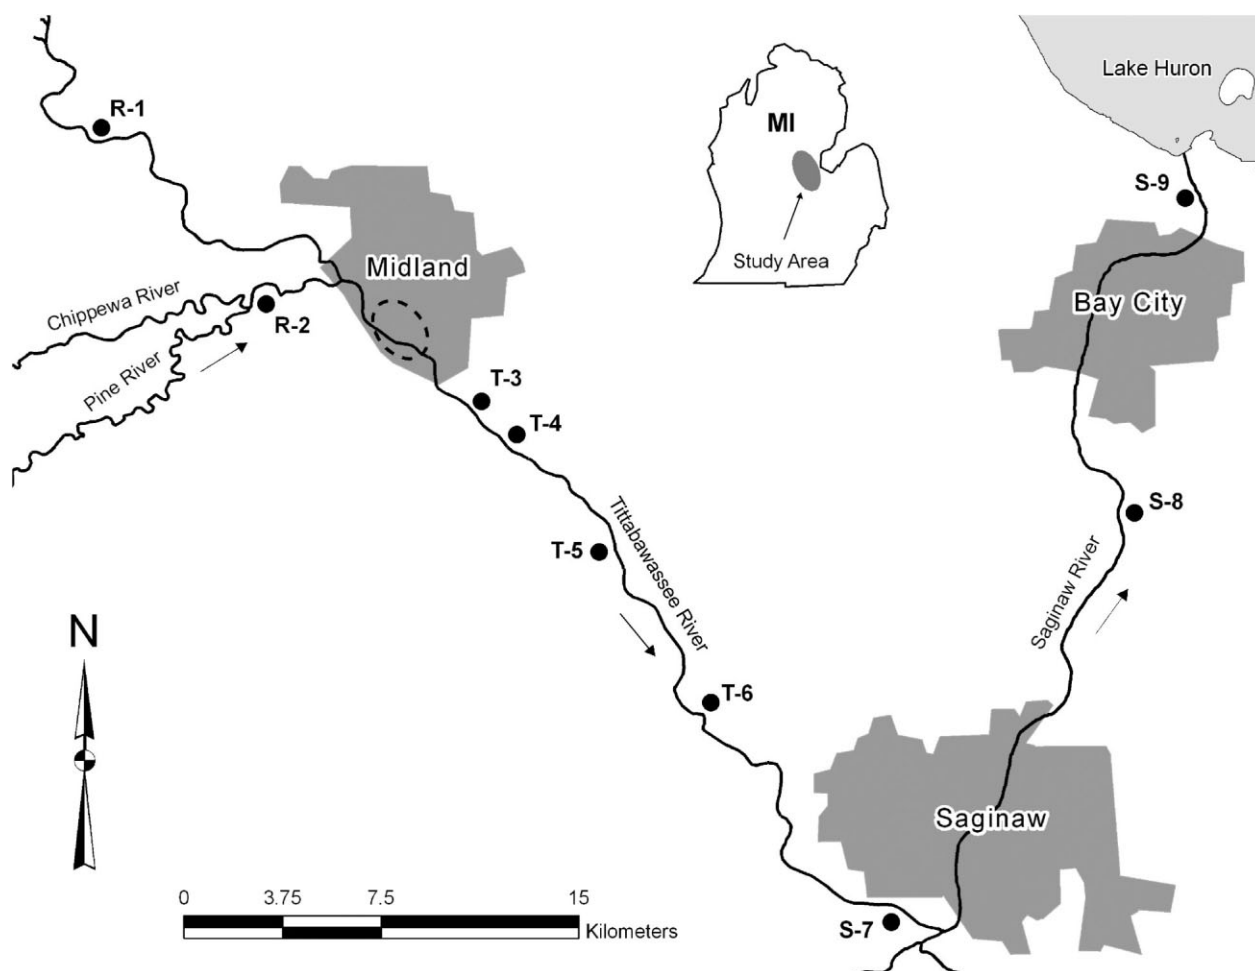 Lake Huron
R-1
MI
S-9
Study Area
Midland
Chippewa River
R-2
Bay City
Pine River
T-3
T-4
S-8
T-5
Tittabawassee River
Saginaw River
N
T-6
Saginaw
0 3.75 7.5 15
Kilometers
S-7